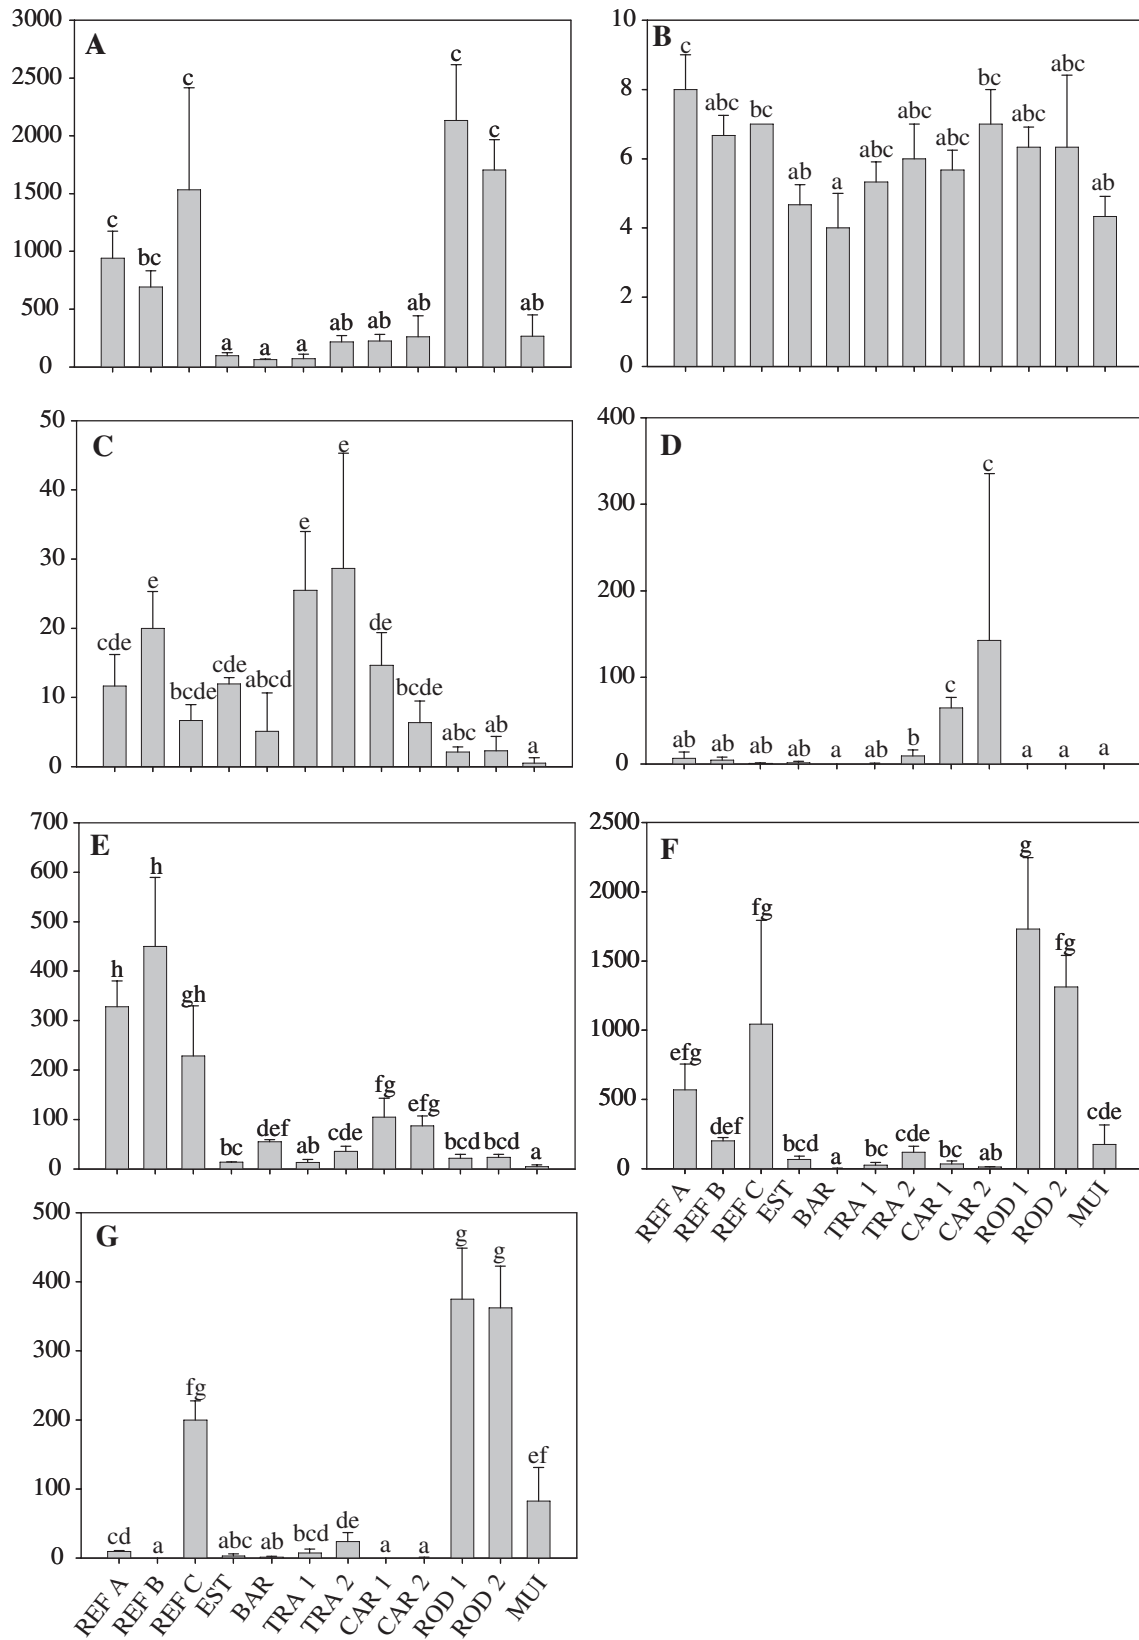 A
3000
2500
2000
1500
1000
500
0
c
bc
c
a
a
a
ab
ab
ab
c
c
ab
B
10
8
6
4
2
0
c
abc
bc
ab
a
abc
abc
abc
bc
abc
abc
ab
C
50
40
30
20
10
0
cde
e
bcde
cde
abcd
e
e
de
bcde
abc
ab
a
D
400
300
200
100
0
ab
ab
ab
ab
a
ab
b
c
c
a
a
a
E
700
600
500
400
300
200
100
0
h
h
gh
bc
def
ab
cde
fg
efg
bcd
bcd
a
F
2500
2000
1500
1000
500
0
efg
def
fg
bcd
a
bc
cde
bc
ab
g
fg
cde
REF A
REF B
REF C
EST
BAR
TRA 1
TRA 2
CAR 1
CAR 2
ROD 1
ROD 2
MUI
G
500
400
300
200
100
0
cd
a
fg
abc
ab
bcd
de
a
a
g
g
ef
REF A
REF B
REF C
EST
BAR
TRA 1
TRA 2
CAR 1
CAR 2
ROD 1
ROD 2
MUI